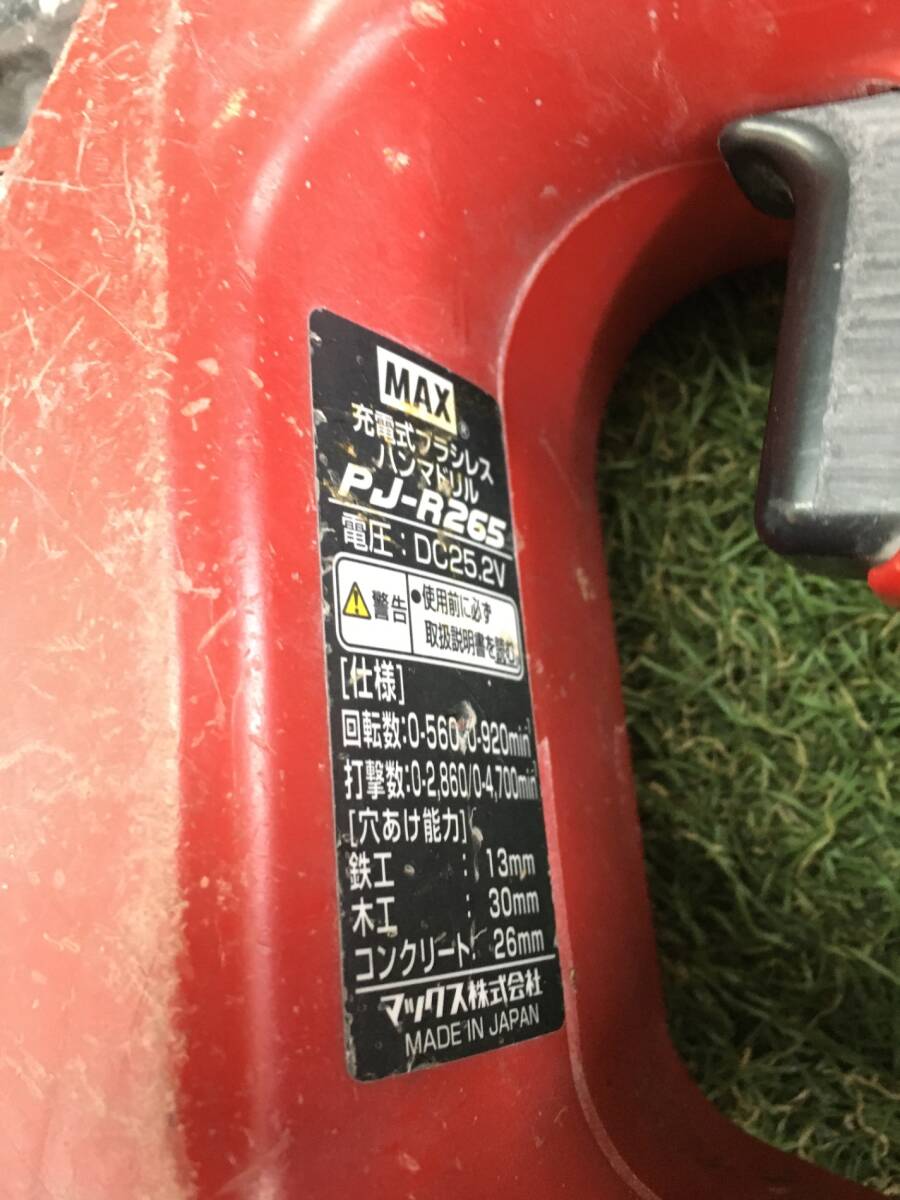 MAX®
充電式ブラシレス
ハンマドリル
PJ-R265
電圧:DC25.2V
警告
●使用前に必ず
取扱説明書を読む
[仕様]
回転数:0-560/0-920min⁻¹
打撃数:0-2,860/0-4,700min⁻¹
[穴あけ能力]
鉄工 : 13mm
木工 : 30mm
コンクリート: 26mm
マックス株式会社
MADE IN JAPAN